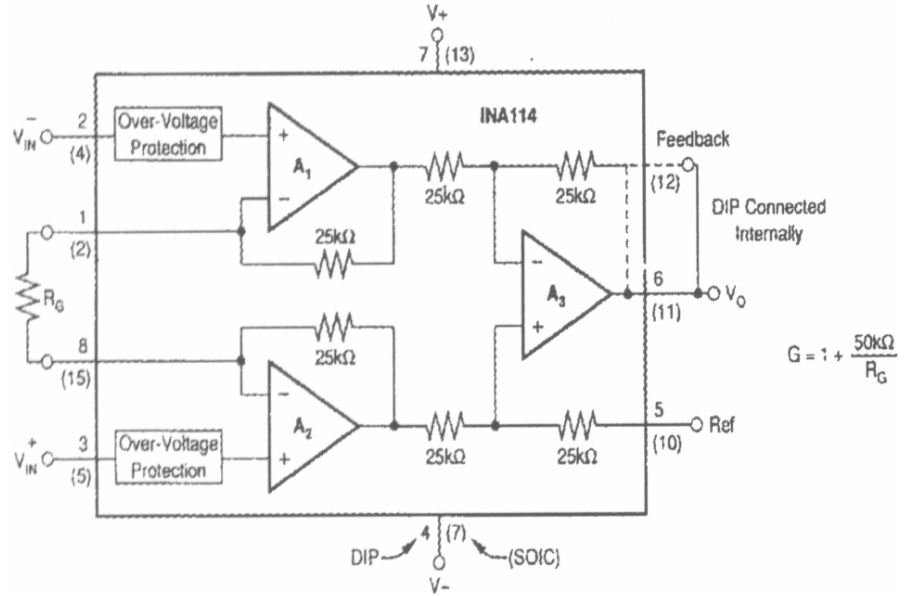 V+
7 (13)
INA114
V⁻IN
2
(4)
Over-Voltage
Protection
+
A1
−
25kΩ
25kΩ
Feedback
(12)
DIP Connected
Internally
1
(2)
25kΩ
RG
−
A3
+
6
(11)
VO
G = 1 + 50kΩ
RG
8
(15)
25kΩ
−
A2
+
25kΩ
25kΩ
5
(10)
Ref
V⁺IN
3
(5)
Over-Voltage
Protection
DIP
4 (7)
(SOIC)
V−